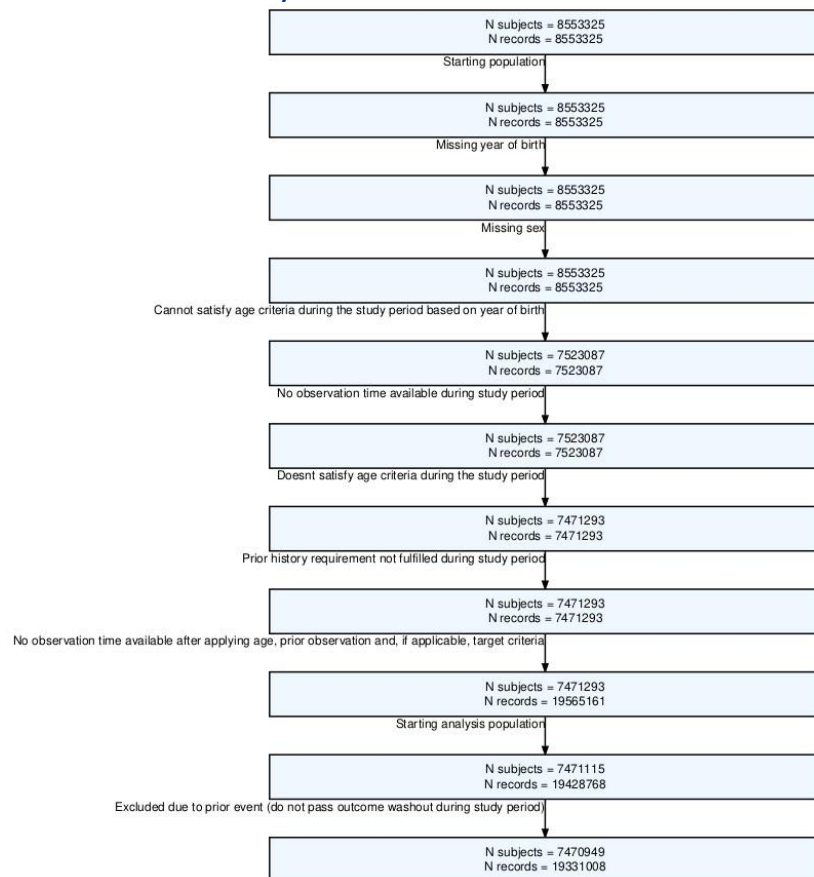 N subjects = 8553325
N records = 8553325
Starting population
N subjects = 8553325
N records = 8553325
Missing year of birth
N subjects = 8553325
N records = 8553325
Missing sex
N subjects = 8553325
N records = 8553325
Cannot satisfy age criteria during the study period based on year of birth
N subjects = 7523087
N records = 7523087
No observation time available during study period
N subjects = 7523087
N records = 7523087
Doesnt satisfy age criteria during the study period
N subjects = 7471293
N records = 7471293
Prior history requirement not fulfilled during study period
N subjects = 7471293
N records = 7471293
No observation time available after applying age, prior observation and, if applicable, target criteria
N subjects = 7471293
N records = 19565161
Starting analysis population
N subjects = 7471115
N records = 19428768
Excluded due to prior event (do not pass outcome washout during study period)
N subjects = 7470949
N records = 19331008